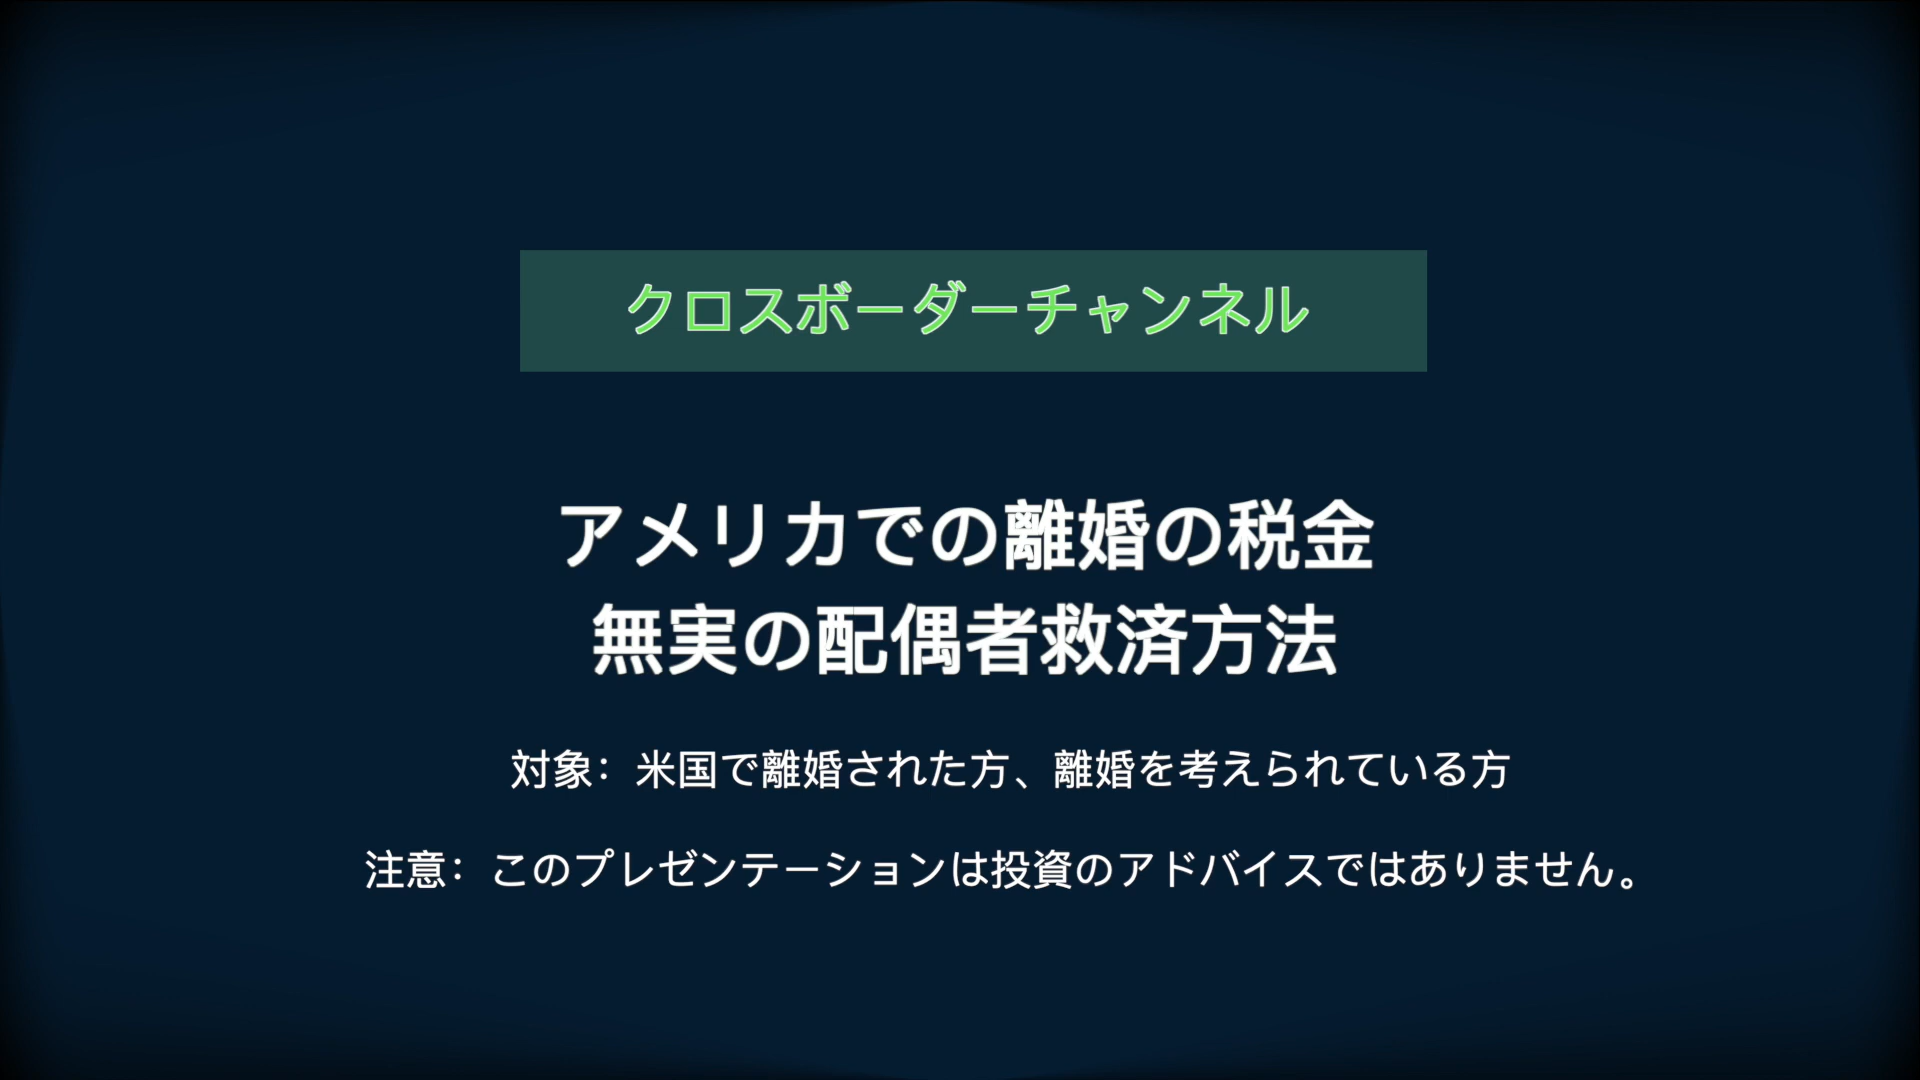 クロスボーダーチャンネル
アメリカでの離婚の税金
無実の配偶者救済方法
対象：米国で離婚された方、離婚を考えられている方
注意：このプレゼンテーションは投資のアドバイスではありません。